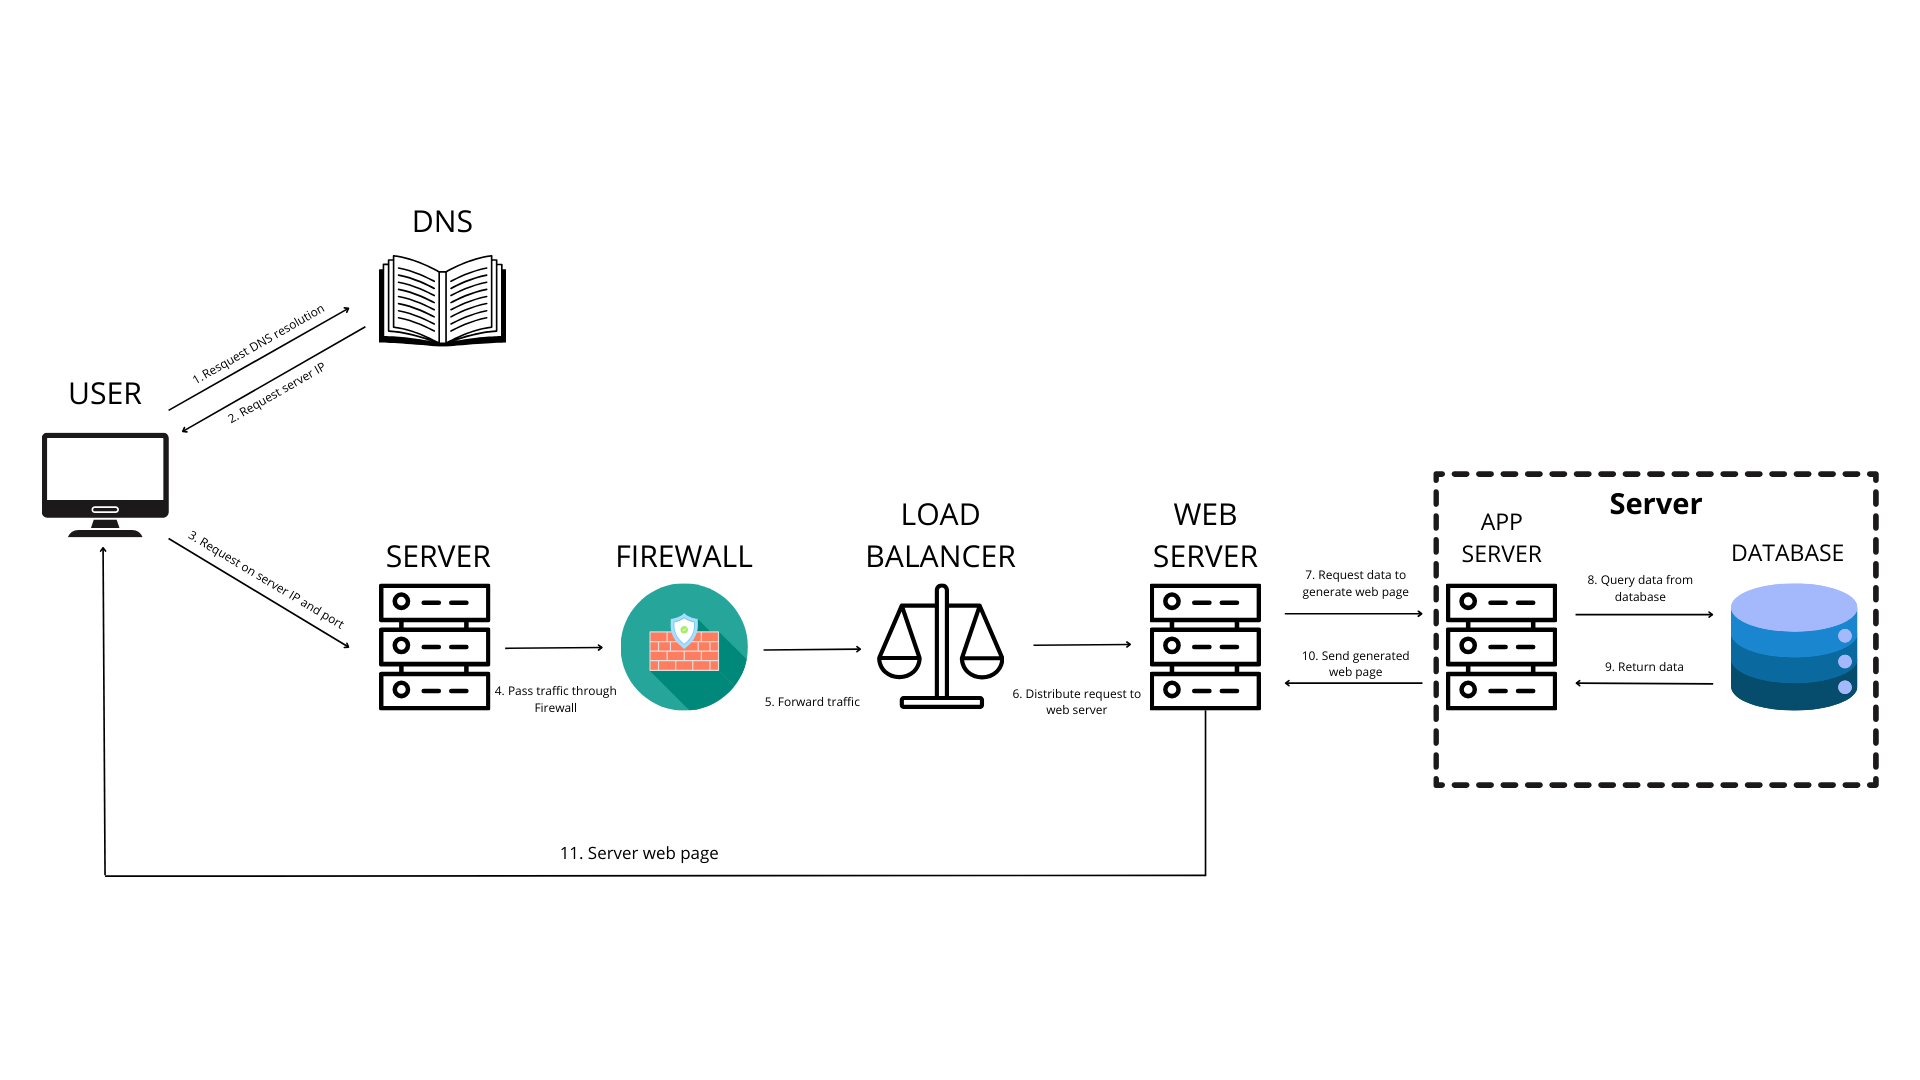 DNS
1.Resquest DNS resolution
2. Request server IP
USER
3. Request on server IP and port
SERVER
4. Pass traffic through
Firewall
FIREWALL
5. Forward traffic
LOAD
BALANCER
6. Distribute request to
web server
WEB
SERVER
7. Request data to
generate web page
10. Send generated
web page
Server
APP
SERVER
8. Query data from
database
9. Return data
DATABASE
11. Server web page